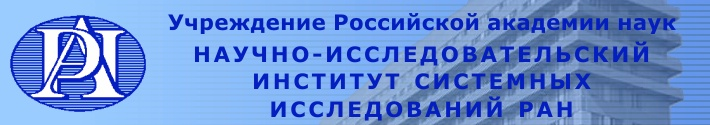 Учреждение Российской академии наук
НАУЧНО-ИССЛЕДОВАТЕЛЬСКИЙ
ИНСТИТУТ СИСТЕМНЫХ
ИССЛЕДОВАНИЙ РАН